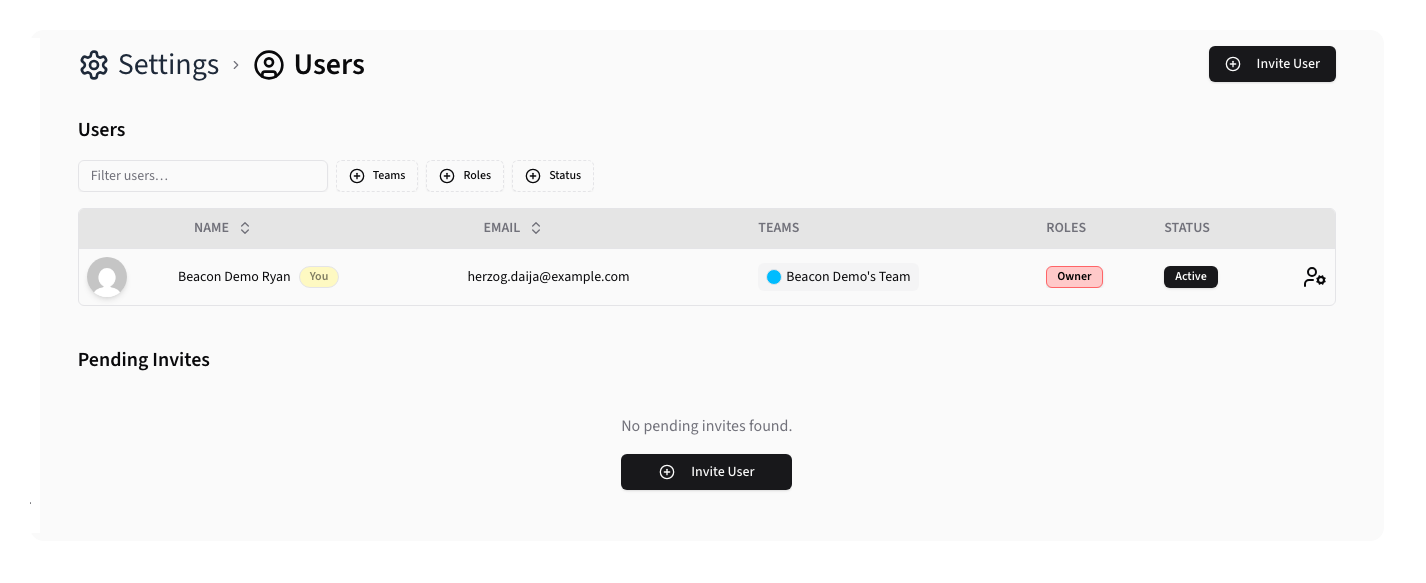 Settings › Users
Invite User
Users
Filter users…
Teams
Roles
Status
NAME EMAIL TEAMS ROLES STATUS
Beacon Demo Ryan You herzog.daija@example.com Beacon Demo's Team Owner Active
Pending Invites
No pending invites found.
Invite User